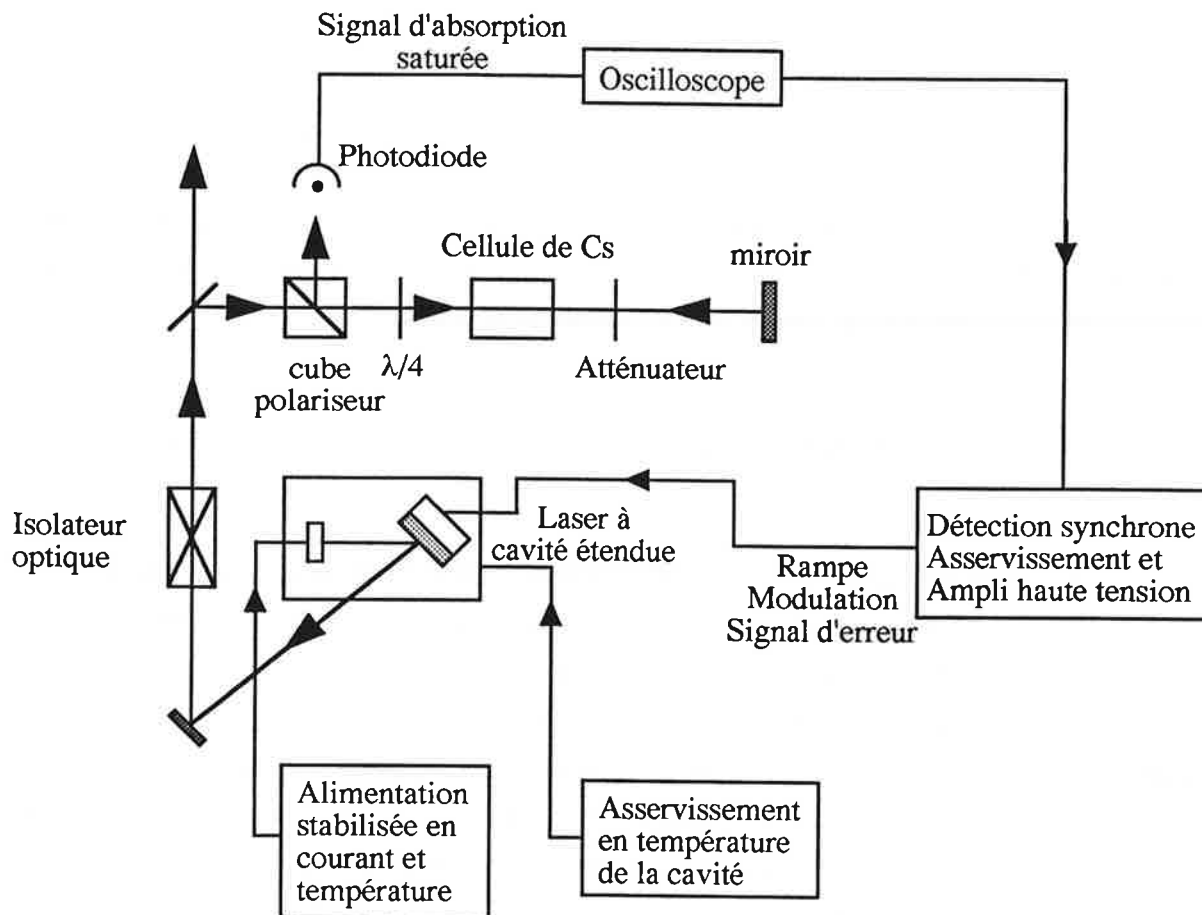 Signal d'absorption
saturée
Oscilloscope
Photodiode
Cellule de Cs
miroir
cube
polariseur
λ/4
Atténuateur
Isolateur
optique
Laser à
cavité étendue
Rampe
Modulation
Signal d'erreur
Détection synchrone
Asservissement et
Ampli haute tension
Alimentation
stabilisée en
courant et
température
Asservissement
en température
de la cavité